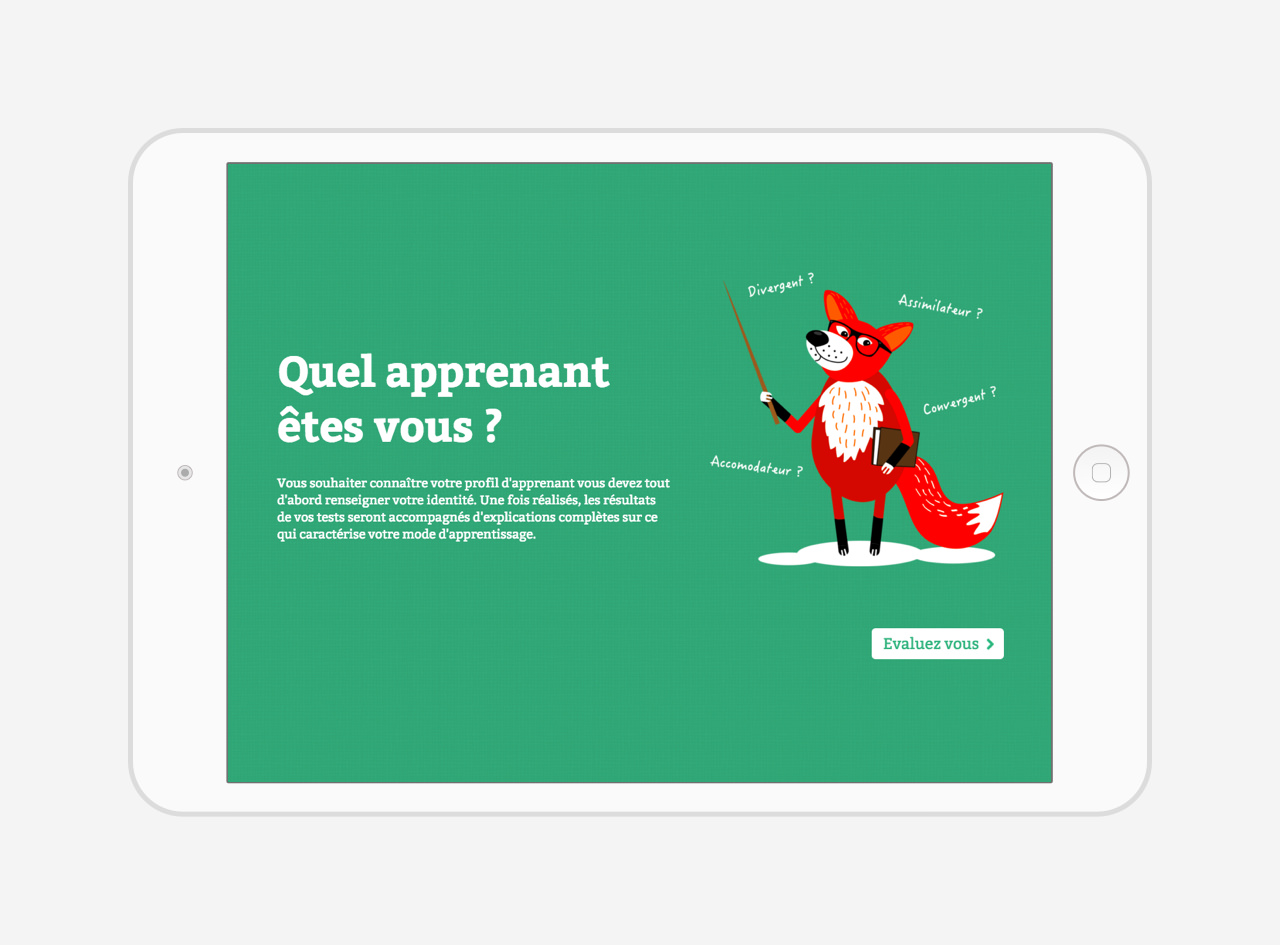 Quel apprenant
êtes vous ?
Vous souhaiter connaître votre profil d'apprenant vous devez tout
d'abord renseigner votre identité. Une fois réalisés, les résultats
de vos tests seront accompagnés d'explications complètes sur ce
qui caractérise votre mode d'apprentissage.
Divergent ?
Assimilateur ?
Convergent ?
Accomodateur ?
Evaluez vous